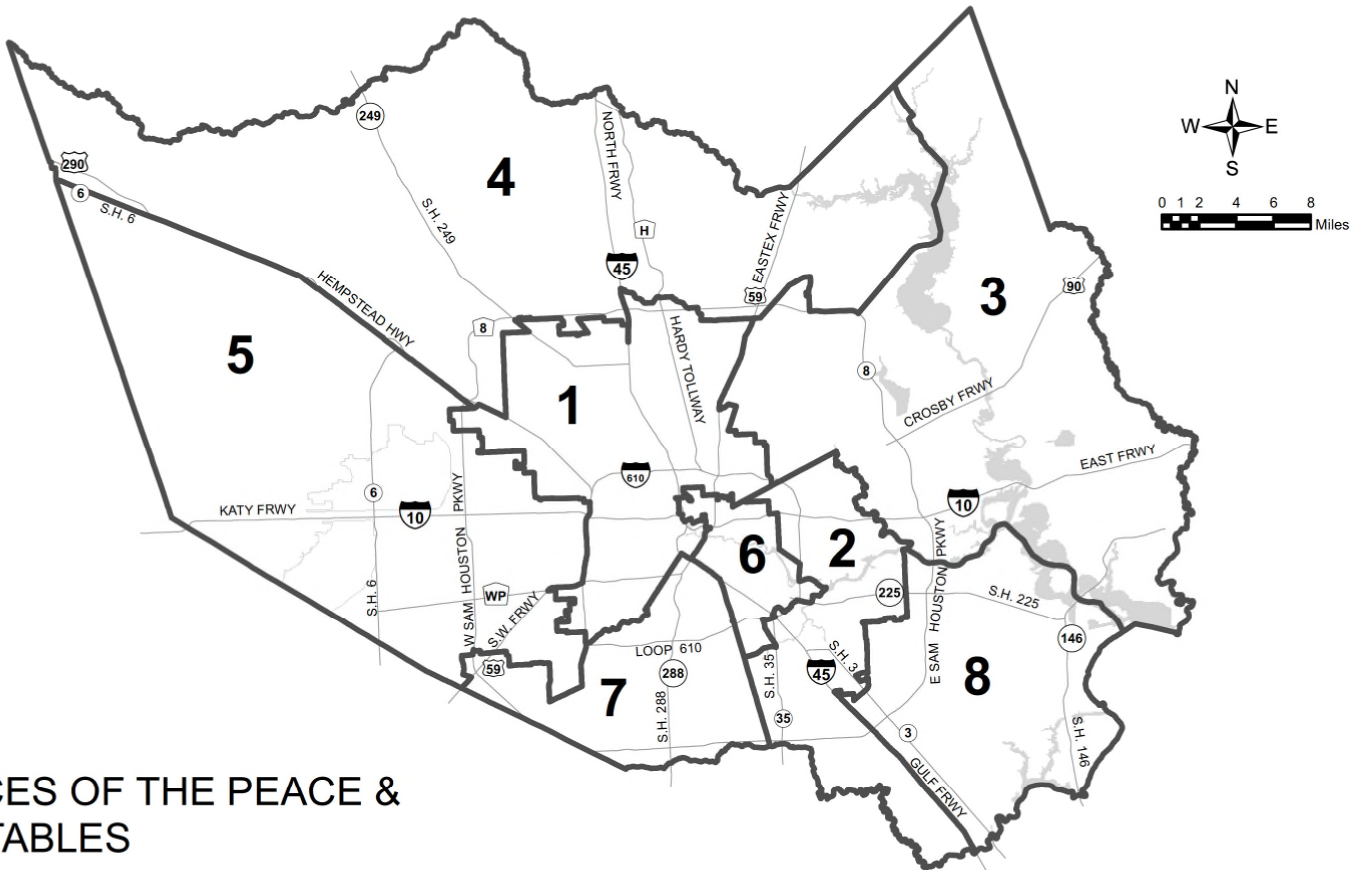 N
W E
S
0 1 2 4 6 8
Miles
249
290
6
S.H. 6
4
NORTH FRWY
S.H. 249
H
45
EASTEX FRWY
59
3
90
HEMPSTEAD HWY
5
8
HARDY TOLLWAY
1
8
CROSBY FRWY
EAST FRWY
610
6
KATY FRWY
10
W SAM HOUSTON PKWY
10
6
2
E SAM HOUSTON PKWY
S.H. 6
WP
S.W. FRWY
225
S.H. 225
146
LOOP 610
59
288
S.H. 35
45
S.H. 3
8
7
S.H. 288
35
3
S.H. 146
GULF FRWY
CES OF THE PEACE &
TABLES